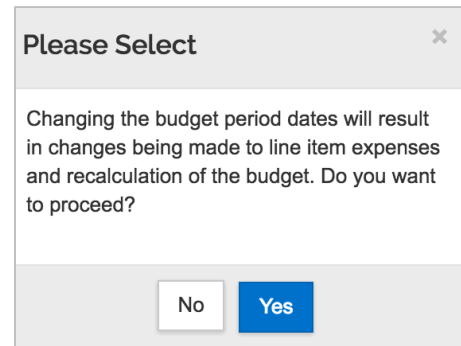 Please Select
×
Changing the budget period dates will result
in changes being made to line item expenses
and recalculation of the budget. Do you want
to proceed?
No
Yes